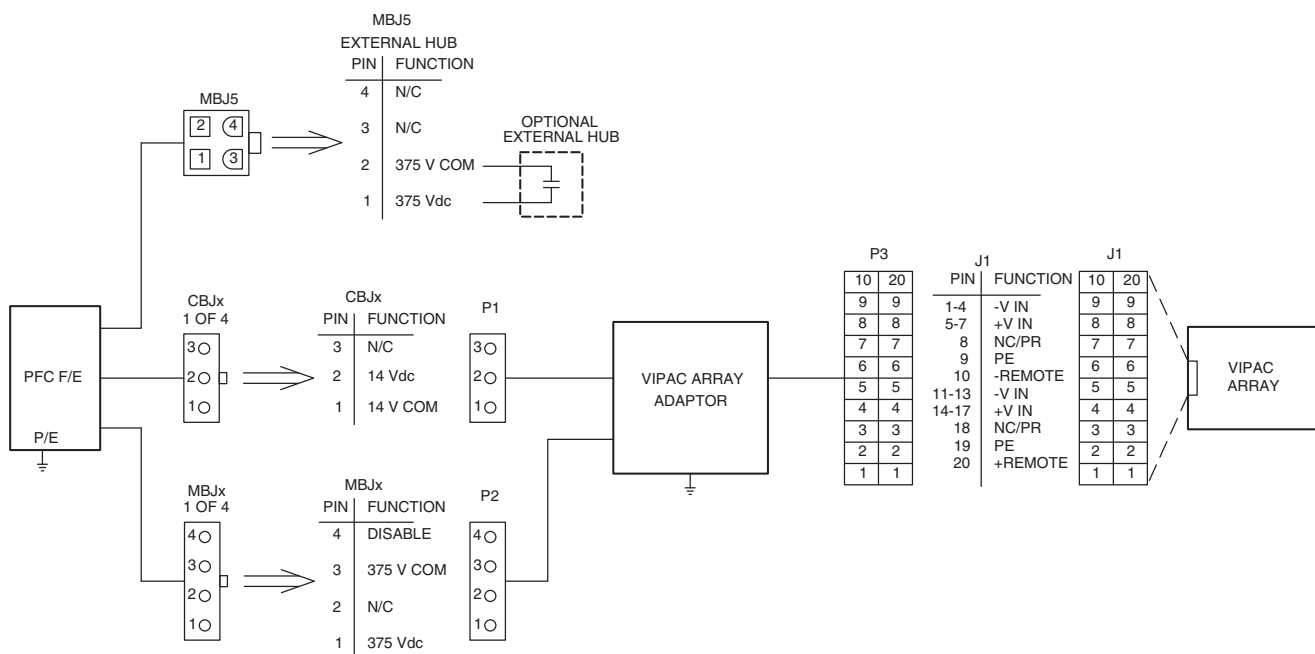 MBJ5
EXTERNAL HUB
PIN FUNCTION
4 N/C
3 N/C
2 375 V COM
1 375 Vdc
MBJ5
2 4
1 3
OPTIONAL
EXTERNAL HUB
PFC F/E
P/E
CBJx
1 OF 4
3
2
1
CBJx
PIN FUNCTION
3 N/C
2 14 Vdc
1 14 V COM
P1
3
2
1
MBJx
1 OF 4
4
3
2
1
MBJx
PIN FUNCTION
4 DISABLE
3 375 V COM
2 N/C
1 375 Vdc
P2
4
3
2
1
VIPAC ARRAY
ADAPTOR
P3
10 20
9 9
8 8
7 7
6 6
5 5
4 4
3 3
2 2
1 1
J1
PIN FUNCTION
1-4 -V IN
5-7 +V IN
8 NC/PR
9 PE
10 -REMOTE
11-13 -V IN
14-17 +V IN
18 NC/PR
19 PE
20 +REMOTE
J1
10 20
9 9
8 8
7 7
6 6
5 5
4 4
3 3
2 2
1 1
VIPAC
ARRAY